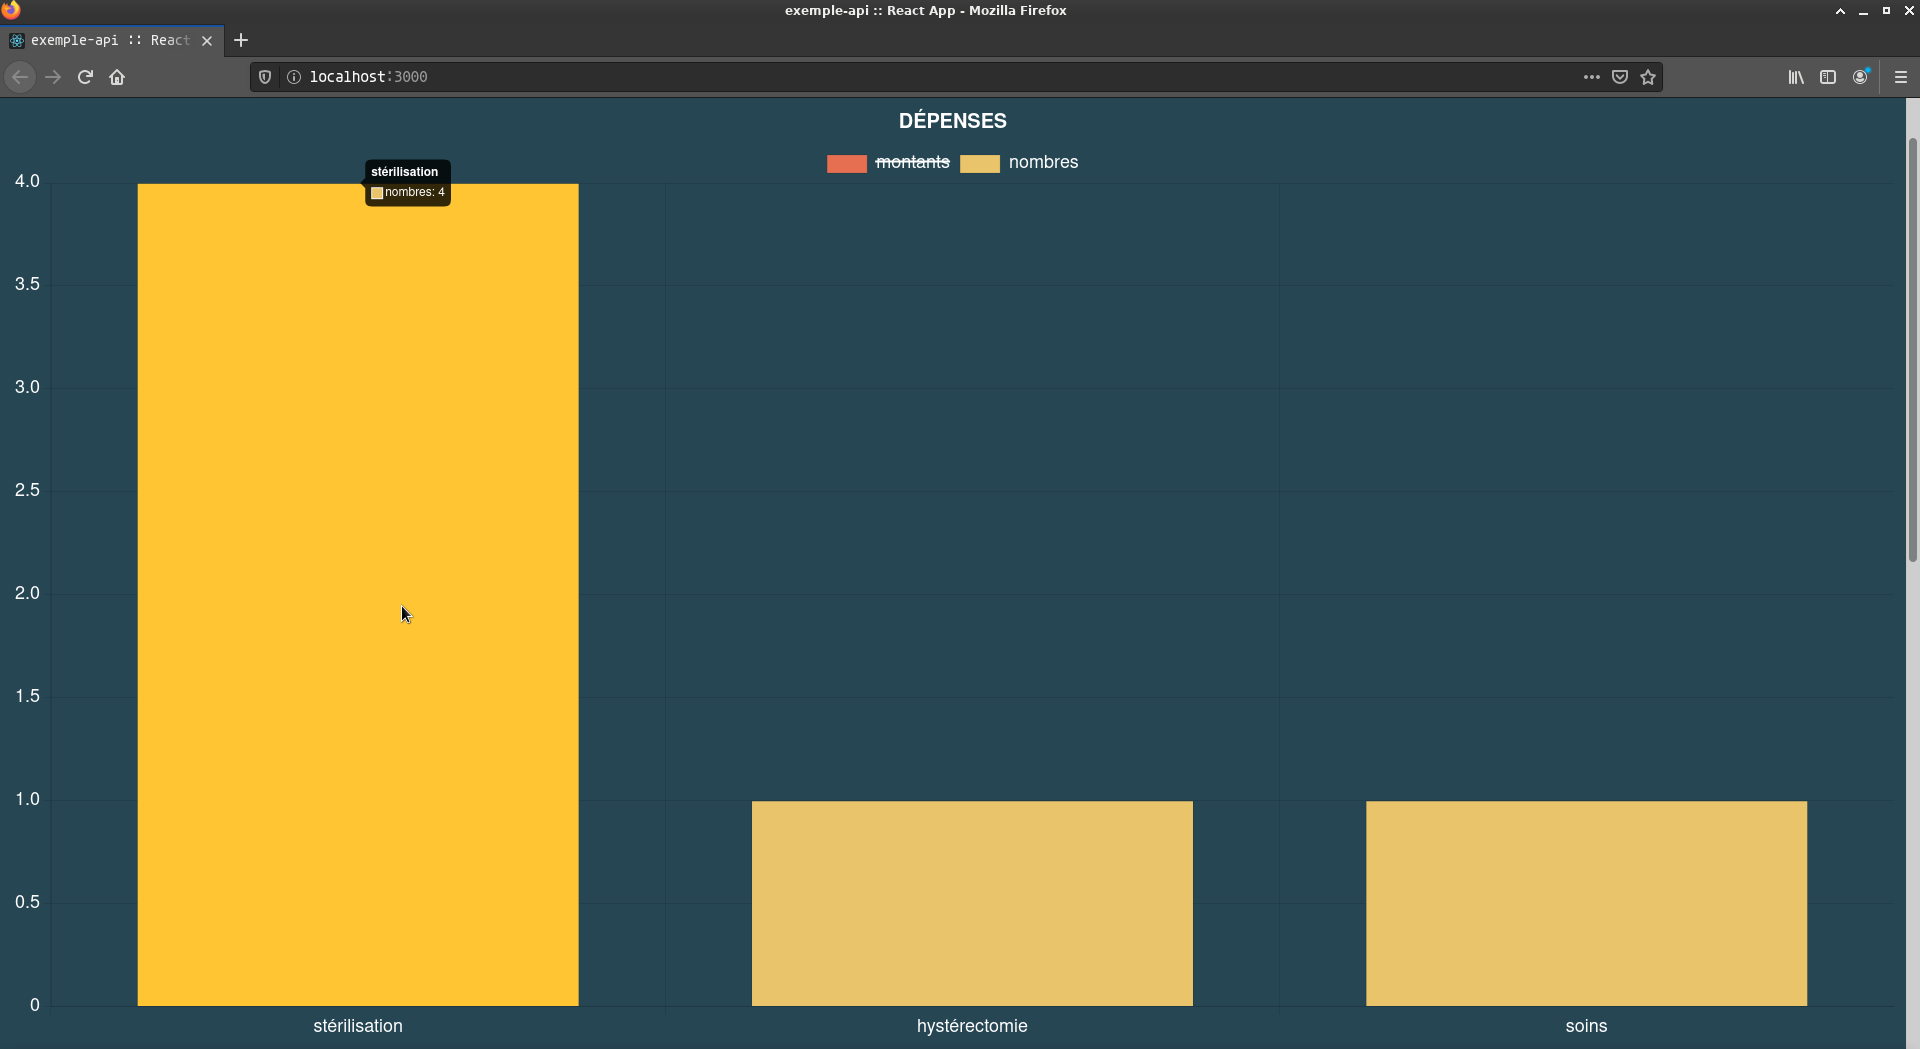 exemple-api :: React App - Mozilla Firefox
exemple-api :: React
localhost:3000
DÉPENSES
montants nombres
stérilisation
nombres: 4
4.0
3.5
3.0
2.5
2.0
1.5
1.0
0.5
0
stérilisation hystérectomie soins